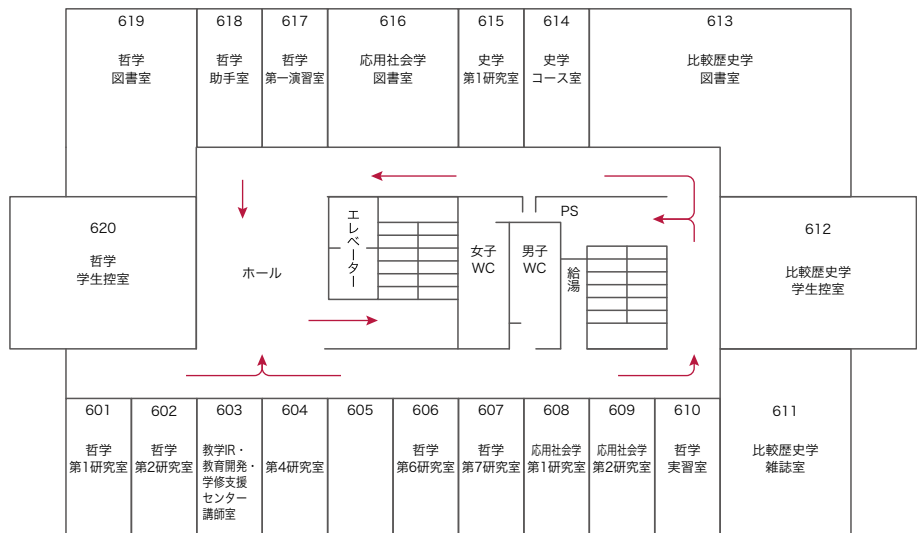 619
哲学
図書室
618
哲学
助手室
617
哲学
第一演習室
616
応用社会学
図書室
615
史学
第1研究室
614
史学
コース室
613
比較歴史学
図書室
620
哲学
学生控室
ホール
エレベーター
女子
WC
男子
WC
PS
給湯
612
比較歴史学
学生控室
601
哲学
第1研究室
602
哲学
第2研究室
603
教学IR・
教育開発・
学修支援
センター
講師室
604
第4研究室
605
606
哲学
第6研究室
607
哲学
第7研究室
608
応用社会学
第1研究室
609
応用社会学
第2研究室
610
哲学
実習室
611
比較歴史学
雑誌室